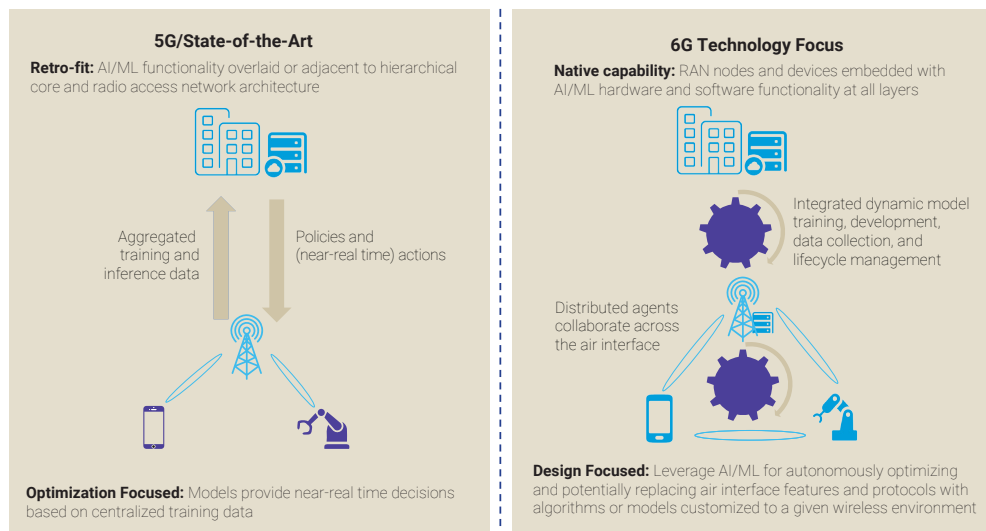 5G/State-of-the-Art
Retro-fit: AI/ML functionality overlaid or adjacent to hierarchical
core and radio access network architecture
Aggregated
training and
inference data
Policies and
(near-real time) actions
Optimization Focused: Models provide near-real time decisions
based on centralized training data
6G Technology Focus
Native capability: RAN nodes and devices embedded with
AI/ML hardware and software functionality at all layers
Integrated dynamic model
training, development,
data collection, and
lifecycle management
Distributed agents
collaborate across
the air interface
Design Focused: Leverage AI/ML for autonomously optimizing
and potentially replacing air interface features and protocols with
algorithms or models customized to a given wireless environment